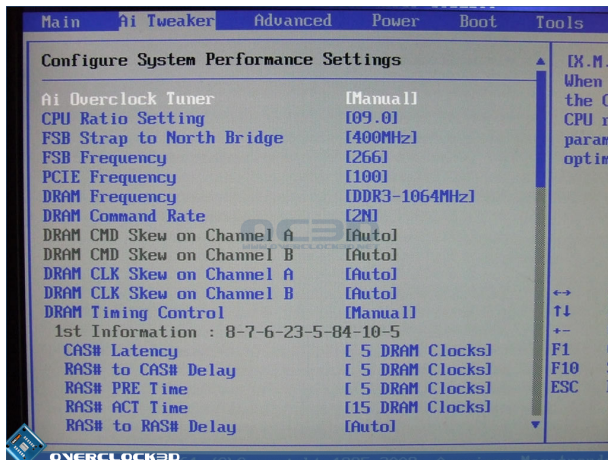 Main Ai Tweaker Advanced Power Boot Tools
Configure System Performance Settings
Ai Overclock Tuner [Manual]
CPU Ratio Setting [09.0]
FSB Strap to North Bridge [400MHz]
FSB Frequency [266]
PCIE Frequency [100]
DRAM Frequency [DDR3-1064MHz]
DRAM Command Rate [2N]
DRAM CMD Skew on Channel A [Auto]
DRAM CMD Skew on Channel B [Auto]
DRAM CLK Skew on Channel A [Auto]
DRAM CLK Skew on Channel B [Auto]
DRAM Timing Control [Manual]
1st Information : 8-7-6-23-5-84-10-5
CAS# Latency [ 5 DRAM Clocks]
RAS# to CAS# Delay [ 5 DRAM Clocks]
RAS# PRE Time [ 5 DRAM Clocks]
RAS# ACT Time [15 DRAM Clocks]
RAS# to RAS# Delay [Auto]
[X.M.
When
the
CPU
param
optim
F1
F10
ESC
OC3D
WWW.OVERCLOCK3D.NET
OVERCLOCK3D